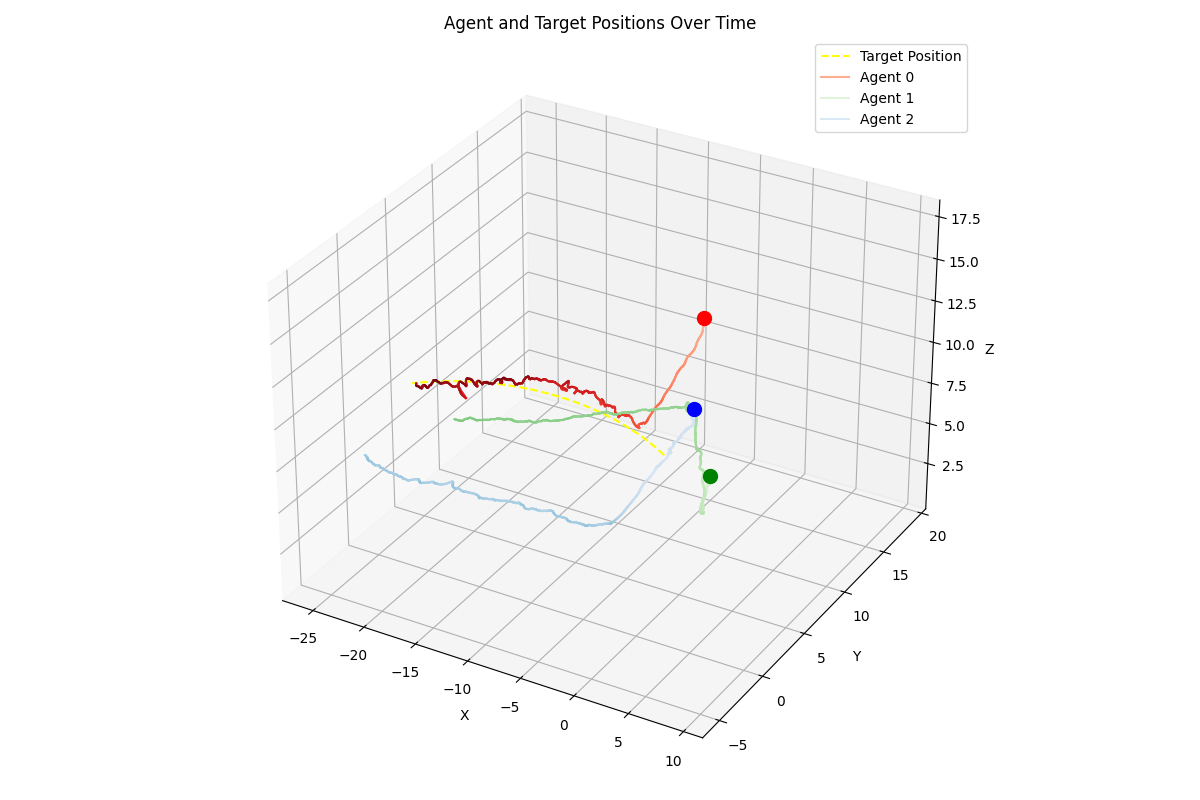 Agent and Target Positions Over Time
Target Position
Agent 0
Agent 1
Agent 2
17.5
15.0
12.5
10.0
7.5
5.0
2.5
Z
20
15
10
5
0
−5
Y
−25
−20
−15
−10
−5
0
5
10
X